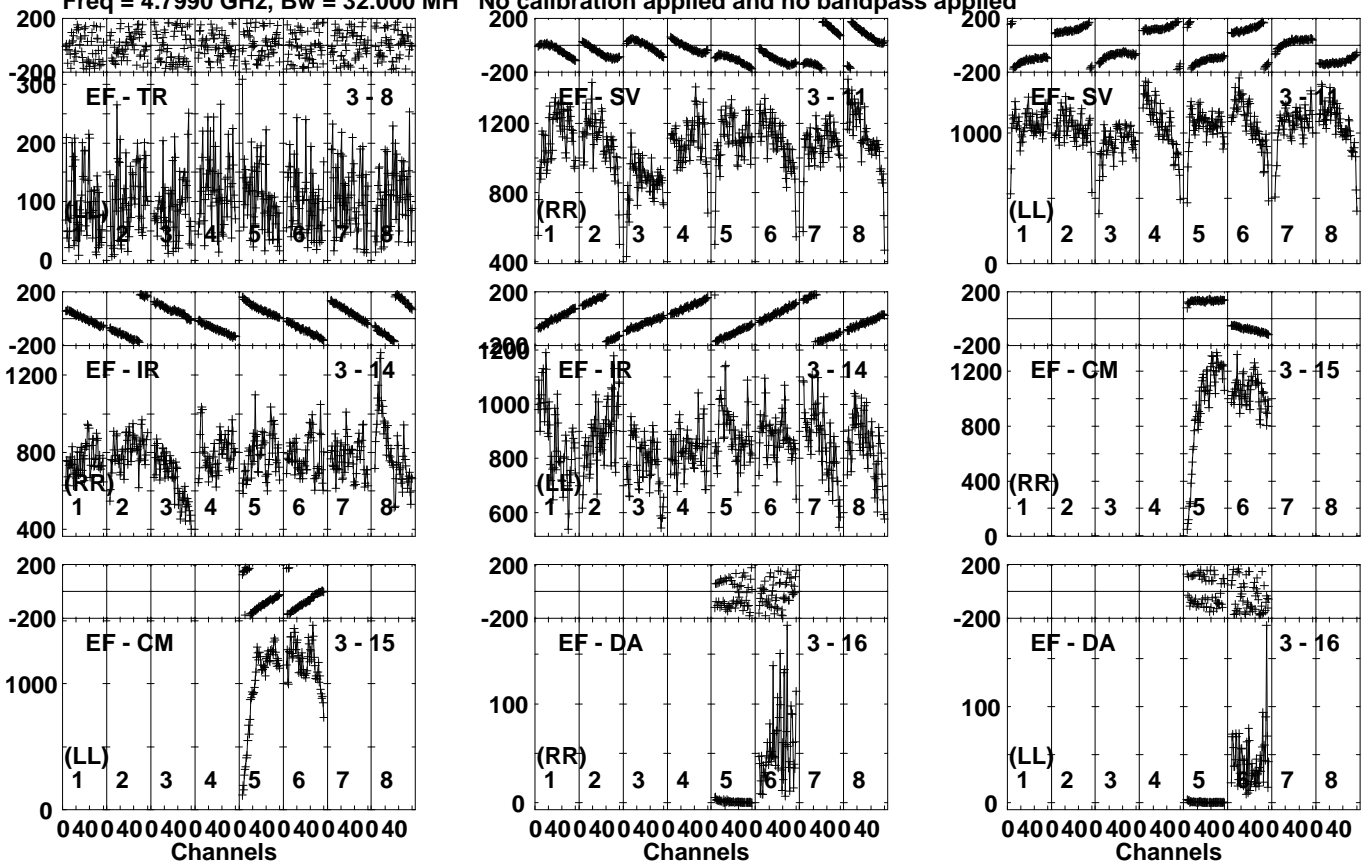 Freq = 4.7990 GHz, Bw = 32.000 MH No calibration applied and no bandpass applied
200
-200
300
200
100
0
EF - TR 3 - 8
(LL)
1 2 3 4 5 6 7 8
200
-200
1200
800
400
EF - SV 3 - 11
(RR)
1 2 3 4 5 6 7 8
200
-200
1000
0
EF - SV 3 - 11
(LL)
1 2 3 4 5 6 7 8
200
-200
1200
800
400
EF - IR 3 - 14
(RR)
1 2 3 4 5 6 7 8
200
-200
1200
1000
800
600
EF - IR 3 - 14
(LL)
1 2 3 4 5 6 7 8
200
-200
1200
800
400
0
EF - CM 3 - 15
(RR)
1 2 3 4 5 6 7 8
200
-200
1000
0
EF - CM 3 - 15
(LL)
1 2 3 4 5 6 7 8
0 40 0 40 0 40 0 40 0 40 0 40 0 40 0 40
Channels
200
-200
100
0
EF - DA 3 - 16
(RR)
1 2 3 4 5 6 7 8
0 40 0 40 0 40 0 40 0 40 0 40 0 40 0 40
Channels
200
-200
100
0
EF - DA 3 - 16
(LL)
1 2 3 4 5 6 7 8
0 40 0 40 0 40 0 40 0 40 0 40 0 40 0 40
Channels